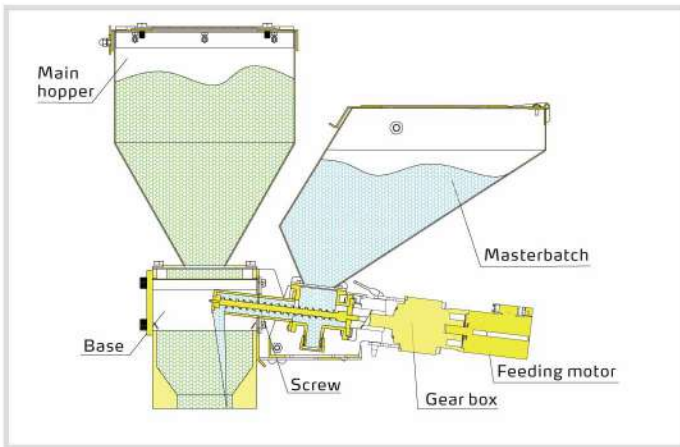 Main
hopper
Masterbatch
Base
Screw
Feeding motor
Gear box